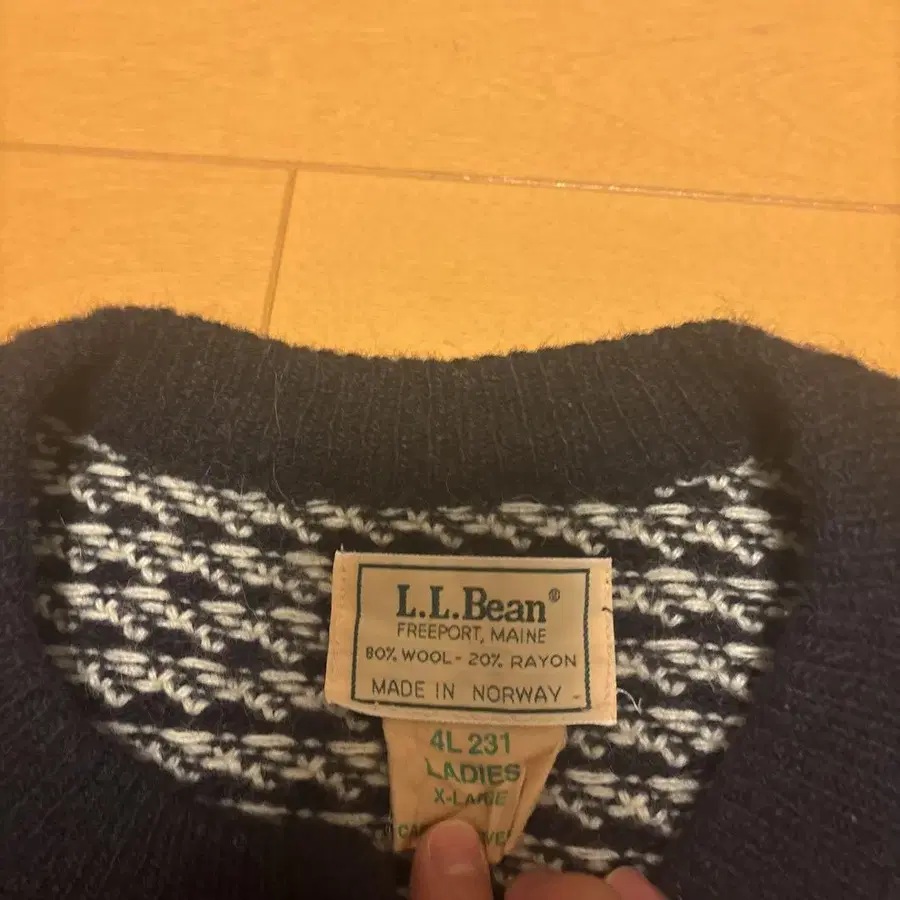 L.L.Bean®
FREEPORT, MAINE
80% WOOL - 20% RAYON
MADE IN NORWAY
4L 231
LADIES
X-LARGE